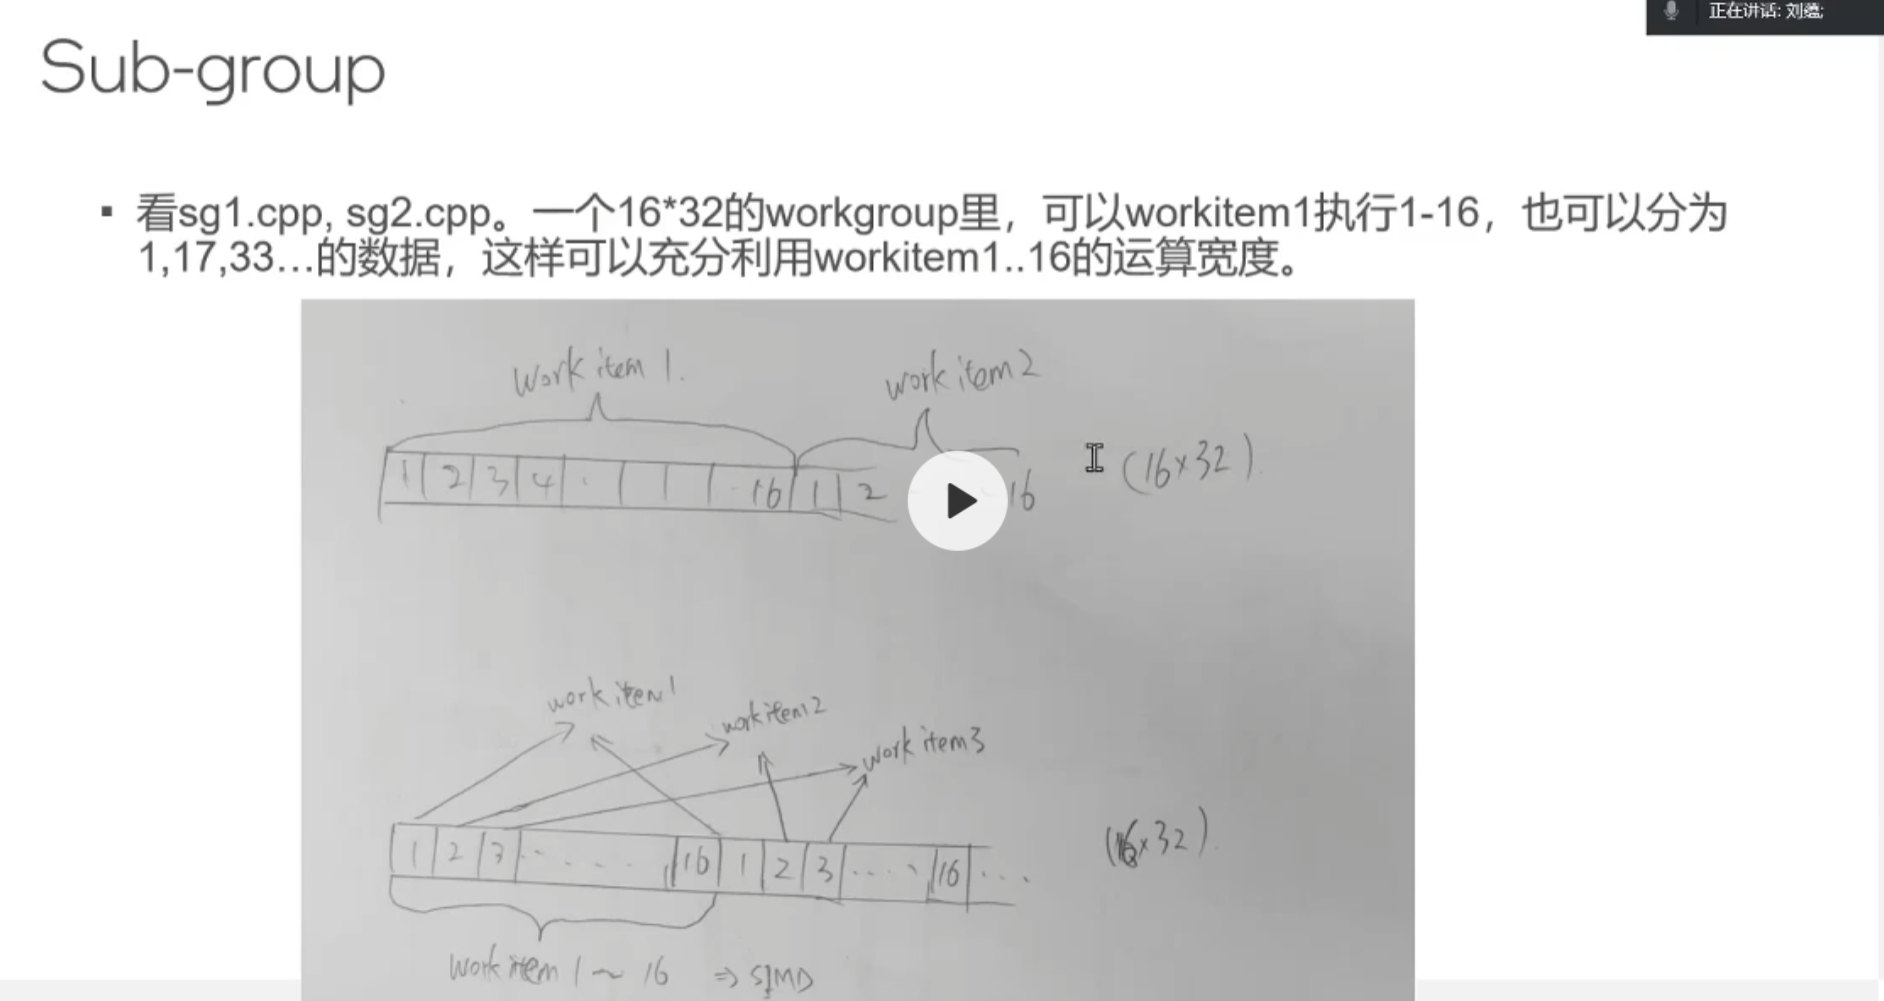 正在讲话: 刘蕴;
Sub-group
▪ 看sg1.cpp, sg2.cpp。一个16*32的workgroup里，可以workitem1执行1-16，也可以分为
1,17,33...的数据，这样可以充分利用workitem1..16的运算宽度。
work item 1.
work item 2
1 2 3 4 . 16 1 2 16
(16×32).
work item 1
work item 2
work item 3
1 2 3 ..... 16 1 2 3 .... 16 ...
(16×32).
work item 1 ~ 16 ⇒ SIMD